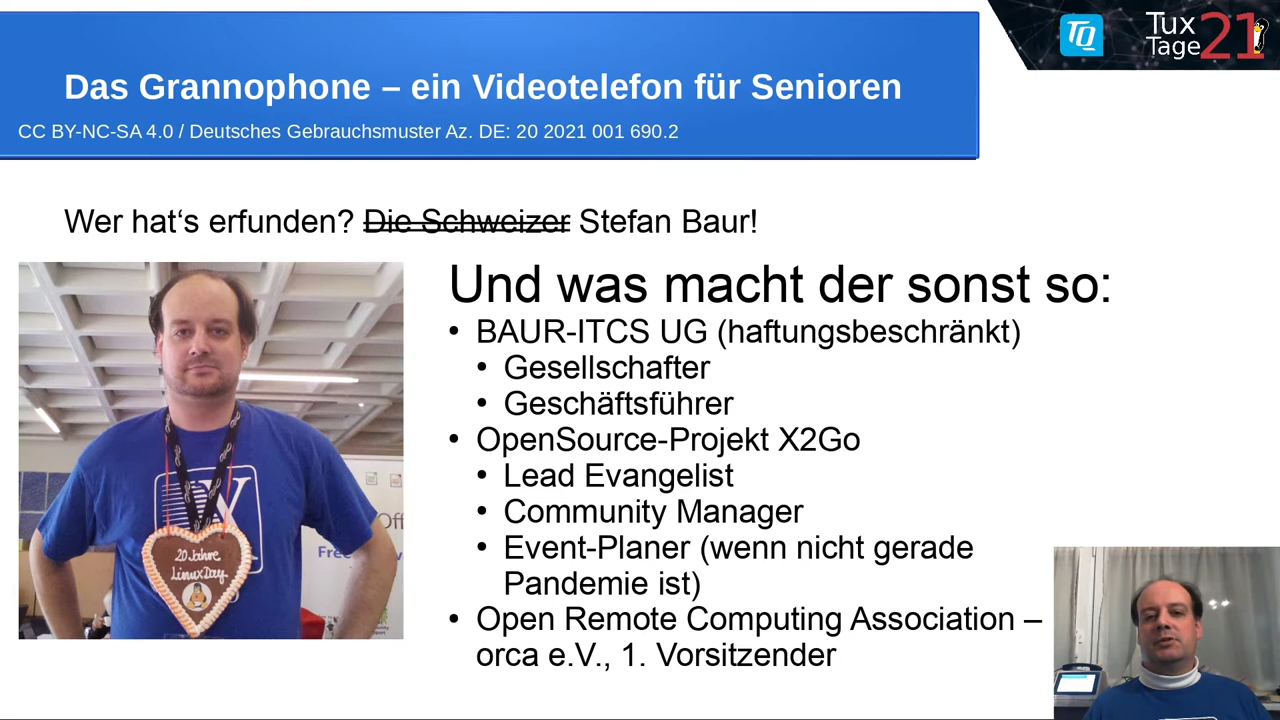 Tux
Tage 21
TQ
Das Grannophone – ein Videotelefon für Senioren
CC BY-NC-SA 4.0 / Deutsches Gebrauchsmuster Az. DE: 20 2021 001 690.2
Wer hat‘s erfunden? Die Schweizer Stefan Baur!
Und was macht der sonst so:
• BAUR-ITCS UG (haftungsbeschränkt)
• Gesellschafter
• Geschäftsführer
• OpenSource-Projekt X2Go
• Lead Evangelist
• Community Manager
• Event-Planer (wenn nicht gerade
Pandemie ist)
• Open Remote Computing Association –
orca e.V., 1. Vorsitzender
20 Jahre
LinuxDay